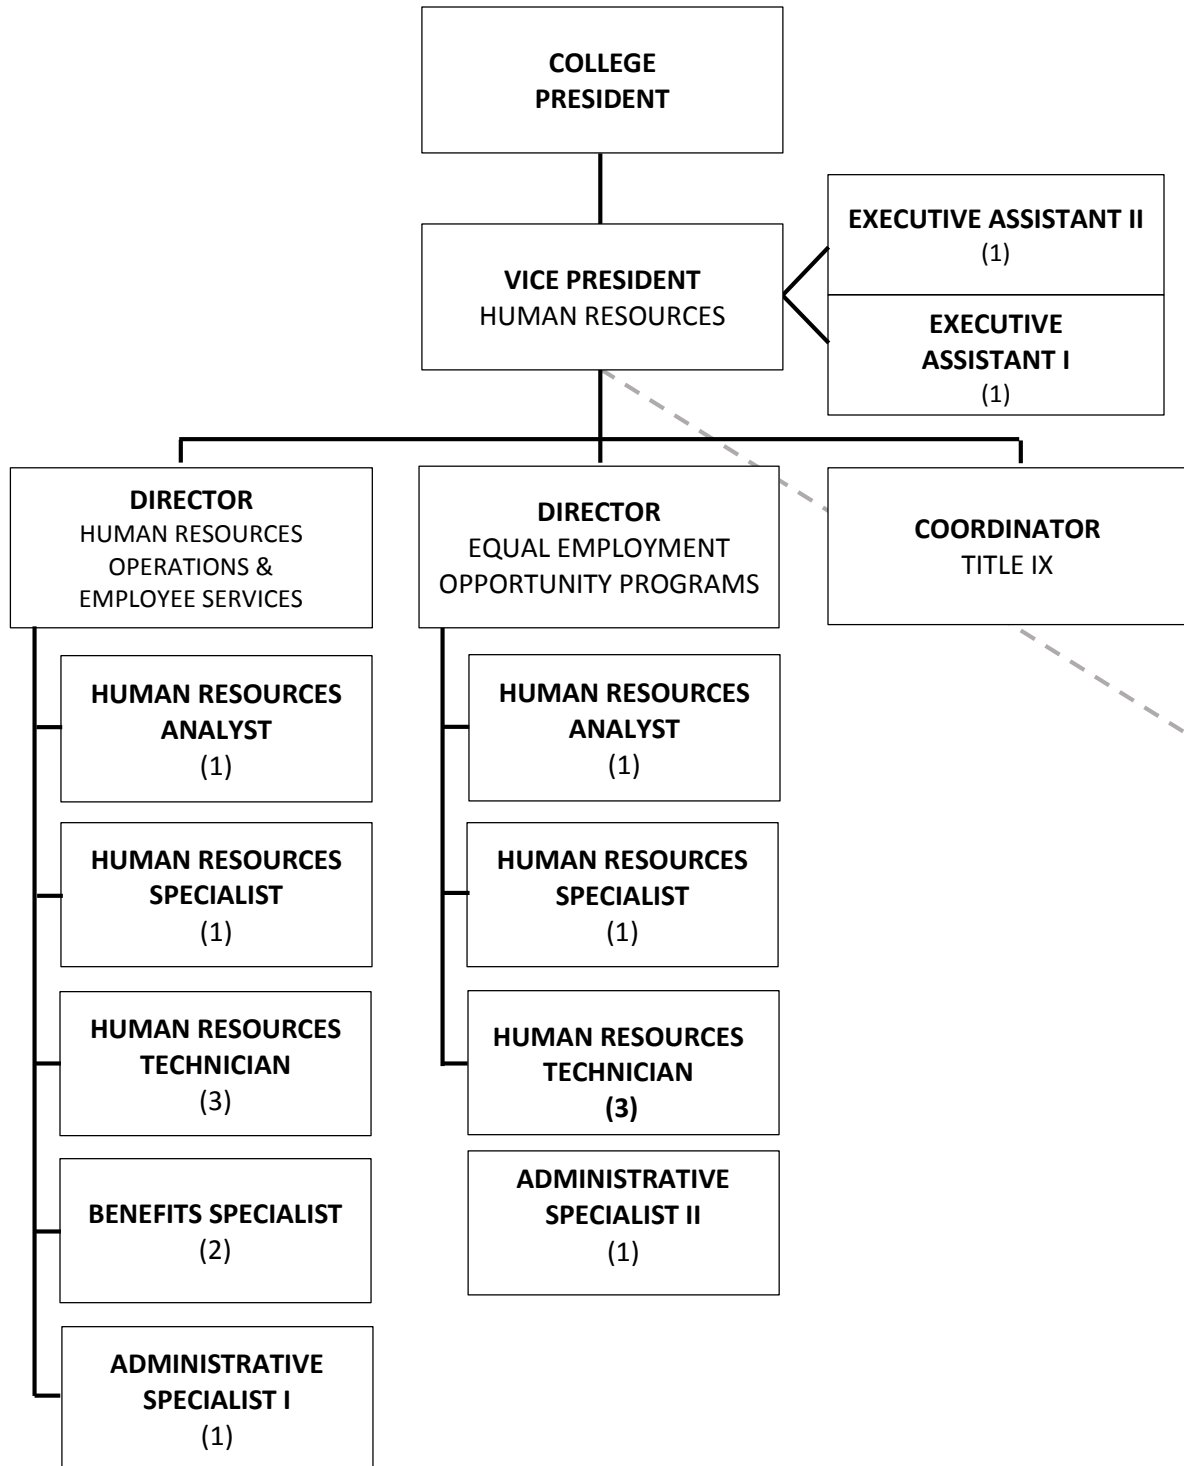 COLLEGE
PRESIDENT
EXECUTIVE ASSISTANT II
(1)
VICE PRESIDENT
HUMAN RESOURCES
EXECUTIVE
ASSISTANT I
(1)
DIRECTOR
HUMAN RESOURCES
OPERATIONS &
EMPLOYEE SERVICES
DIRECTOR
EQUAL EMPLOYMENT
OPPORTUNITY PROGRAMS
COORDINATOR
TITLE IX
HUMAN RESOURCES
ANALYST
(1)
HUMAN RESOURCES
SPECIALIST
(1)
HUMAN RESOURCES
TECHNICIAN
(3)
BENEFITS SPECIALIST
(2)
ADMINISTRATIVE
SPECIALIST I
(1)
HUMAN RESOURCES
ANALYST
(1)
HUMAN RESOURCES
SPECIALIST
(1)
HUMAN RESOURCES
TECHNICIAN
(3)
ADMINISTRATIVE
SPECIALIST II
(1)